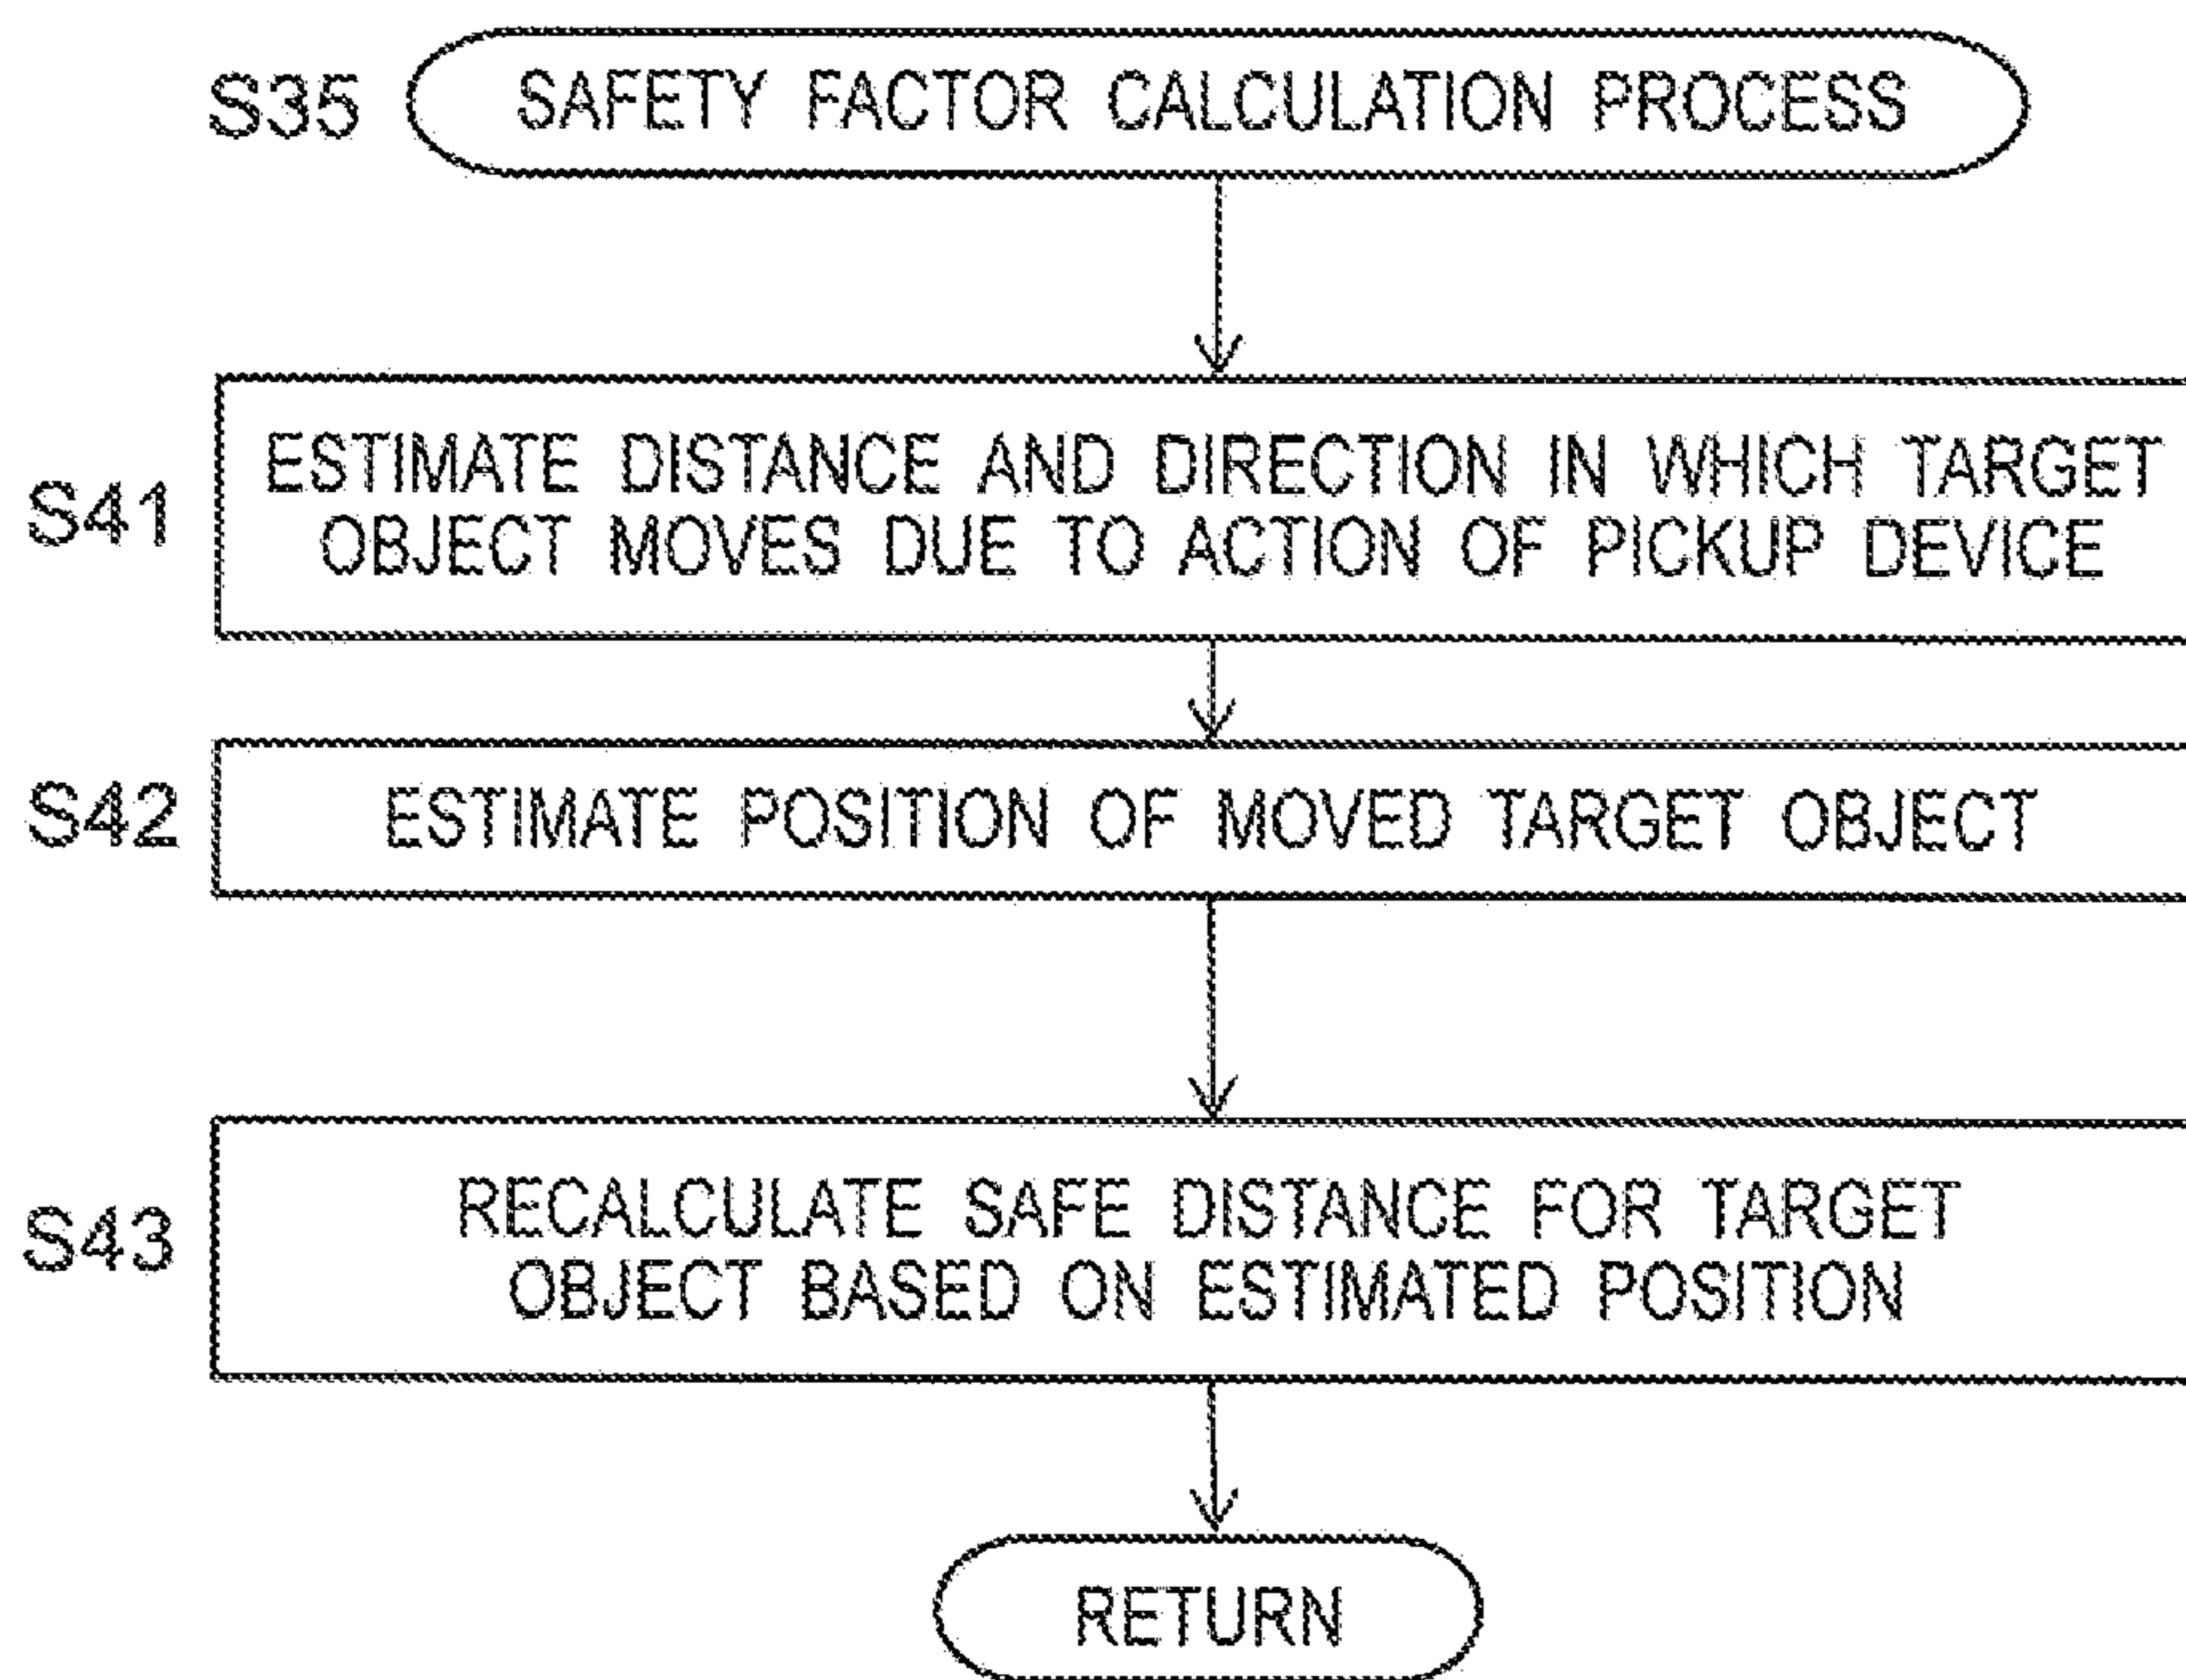 S35 SAFETY FACTOR CALCULATION PROCESS
S41 ESTIMATE DISTANCE AND DIRECTION IN WHICH TARGET
OBJECT MOVES DUE TO ACTION OF PICKUP DEVICE
S42 ESTIMATE POSITION OF MOVED TARGET OBJECT
S43 RECALCULATE SAFE DISTANCE FOR TARGET
OBJECT BASED ON ESTIMATED POSITION
RETURN